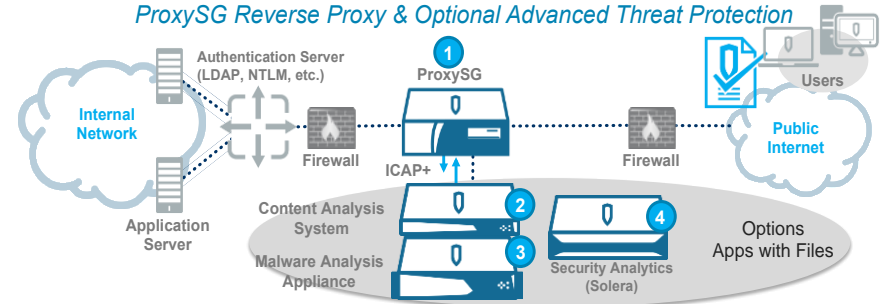 ProxySG Reverse Proxy & Optional Advanced Threat Protection
1
ProxySG
Authentication Server
(LDAP, NTLM, etc.)
Users
Internal
Network
Public
Internet
Firewall
Firewall
ICAP+
Application
Server
Content Analysis
System
2
Malware Analysis
Appliance
3
4
Security Analytics
(Solera)
Options
Apps with Files